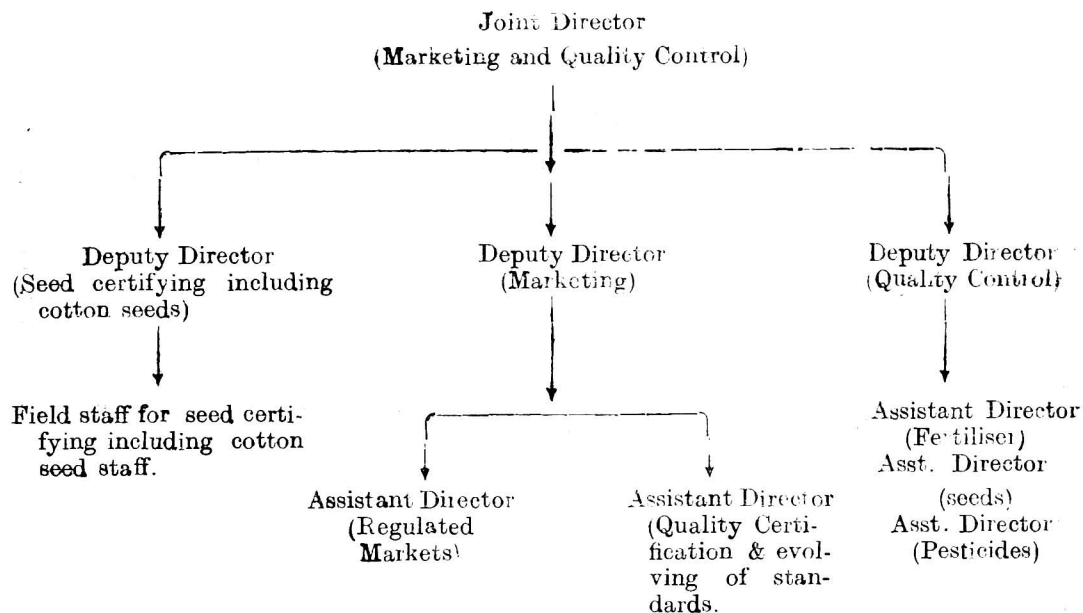 Joint Director
(Marketing and Quality Control)
Deputy Director
(Seed certifying including
cotton seeds)
Deputy Director
(Marketing)
Deputy Director
(Quality Control)
Field staff for seed certi-
fying including cotton
seed staff.
Assistant Director
(Regulated
Markets)
Assistant Director
(Quality Certi-
fication & evol-
ving of stan-
dards.
Assistant Director
(Fertiliser)
Asst. Director
(seeds)
Asst. Director
(Pesticides)